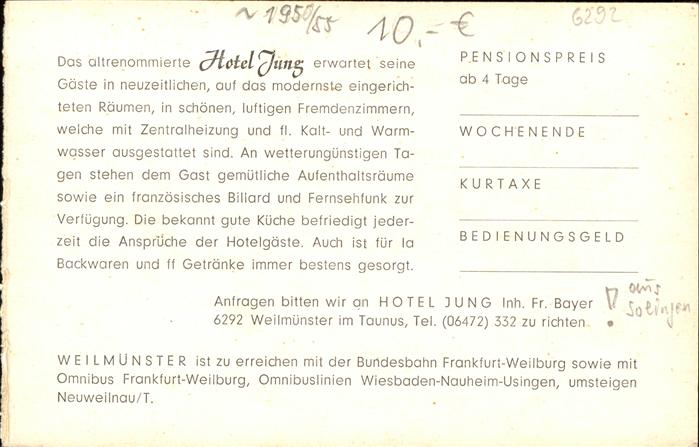 ~ 1950/55 10,- € 6292
Das altrenommierte Hotel Jung erwartet seine
Gäste in neuzeitlichen, auf das modernste eingerich-
teten Räumen, in schönen, luftigen Fremdenzimmern,
welche mit Zentralheizung und fl. Kalt- und Warm-
wasser ausgestattet sind. An wetterungünstigen Ta-
gen stehen dem Gast gemütliche Aufenthaltsräume
sowie ein französisches Billard und Fernsehfunk zur
Verfügung. Die bekannt gute Küche befriedigt jeder-
zeit die Ansprüche der Hotelgäste. Auch ist für Ia
Backwaren und ff Getränke immer bestens gesorgt.
PENSIONSPREIS
ab 4 Tage
WOCHENENDE
KURTAXE
BEDIENUNGSGELD
Anfragen bitten wir an HOTEL JUNG Inh. Fr. Bayer
6292 Weilmünster im Taunus, Tel. (06472) 332 zu richten
! aus
Solingen
WEILMÜNSTER ist zu erreichen mit der Bundesbahn Frankfurt-Weilburg sowie mit
Omnibus Frankfurt-Weilburg, Omnibuslinien Wiesbaden-Nauheim-Usingen, umsteigen
Neuweilnau/T.